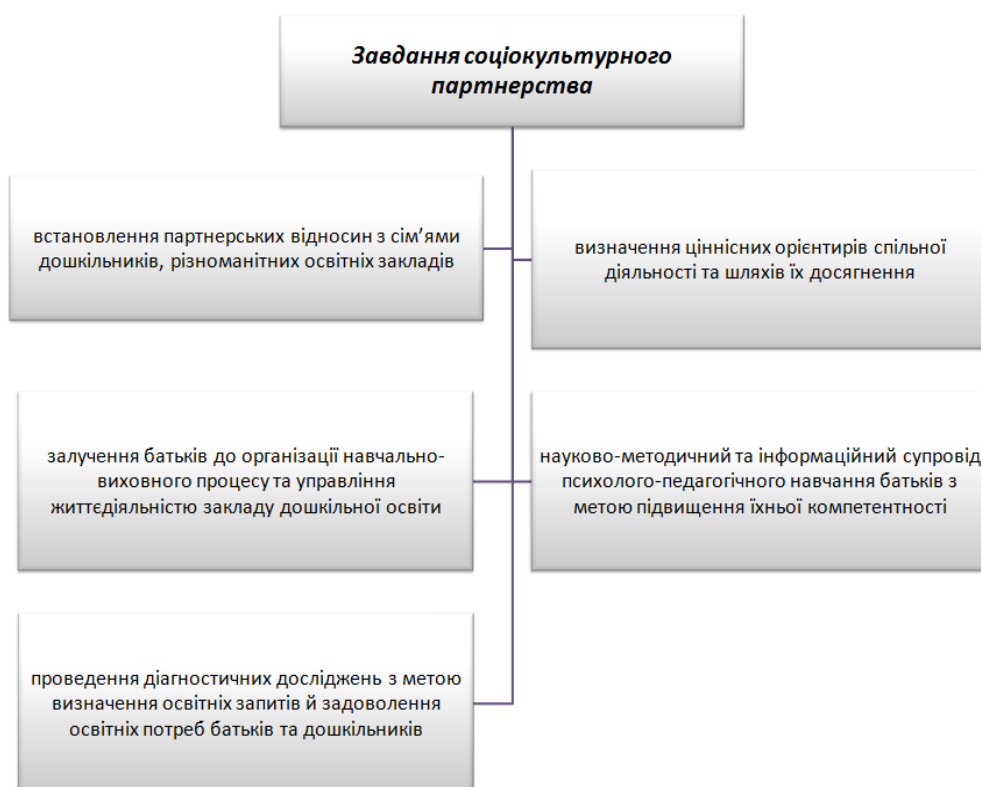 Завдання соціокультурного
партнерства
встановлення партнерських відносин з сім’ями
дошкільників, різноманітних освітніх закладів
визначення ціннісних орієнтирів спільної
діяльності та шляхів їх досягнення
залучення батьків до організації навчально-
виховного процесу та управління
життєдіяльністю закладу дошкільної освіти
науково-методичний та інформаційний супровід
психолого-педагогічного навчання батьків з
метою підвищення їхньої компетентності
проведення діагностичних досліджень з метою
визначення освітніх запитів й задоволення
освітніх потреб батьків та дошкільників